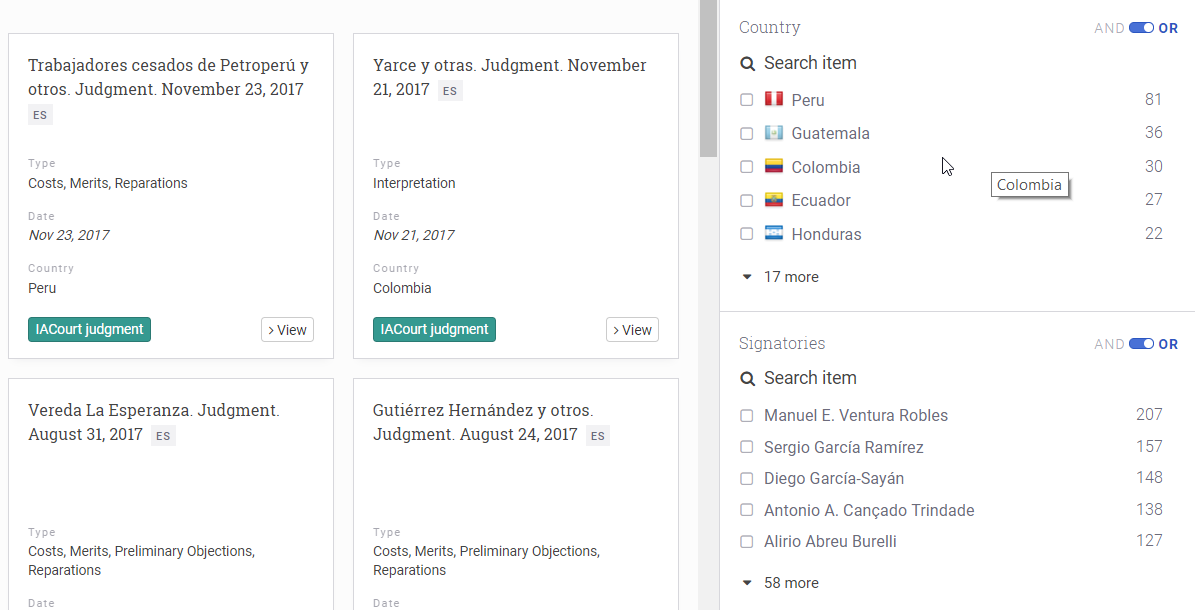 Trabajadores cesados de Petroperú y
otros. Judgment. November 23, 2017
ES
Type
Costs, Merits, Reparations
Date
Nov 23, 2017
Country
Peru
IACourt judgment
> View
Yarce y otras. Judgment. November
21, 2017 ES
Type
Interpretation
Date
Nov 21, 2017
Country
Colombia
IACourt judgment
> View
Vereda La Esperanza. Judgment.
August 31, 2017 ES
Type
Costs, Merits, Preliminary Objections,
Reparations
Date
Gutiérrez Hernández y otros.
Judgment. August 24, 2017 ES
Type
Costs, Merits, Preliminary Objections,
Reparations
Date
Country AND OR
Search item
Peru 81
Guatemala 36
Colombia 30
Colombia
Ecuador 27
Honduras 22
17 more
Signatories AND OR
Search item
Manuel E. Ventura Robles 207
Sergio García Ramírez 157
Diego García-Sayán 148
Antonio A. Cançado Trindade 138
Alirio Abreu Burelli 127
58 more